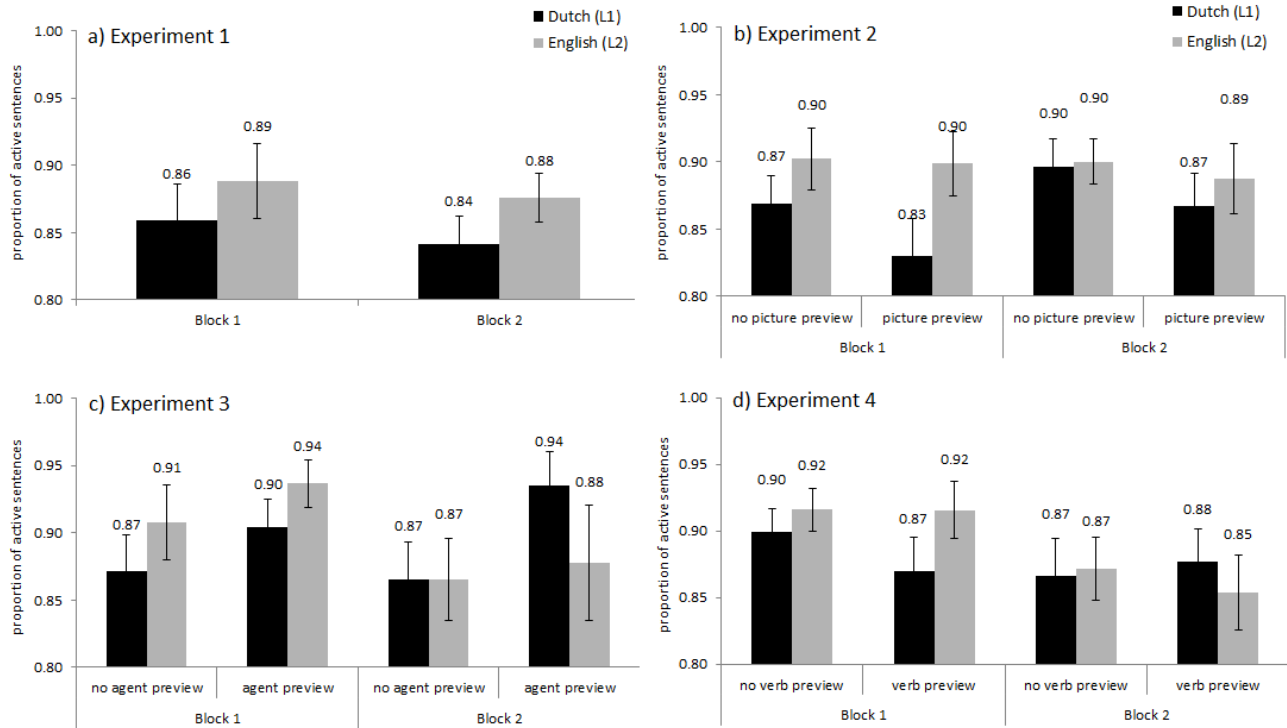 a) Experiment 1
Dutch (L1)
English (L2)
proportion of active sentences
1.00
0.95
0.90
0.85
0.80
0.86
0.89
0.84
0.88
Block 1
Block 2
b) Experiment 2
Dutch (L1)
English (L2)
proportion of active sentences
1.00
0.95
0.90
0.85
0.80
0.87
0.90
0.83
0.90
0.90
0.90
0.87
0.89
no picture preview
picture preview
no picture preview
picture preview
Block 1
Block 2
c) Experiment 3
proportion of active sentences
1.00
0.95
0.90
0.85
0.80
0.87
0.91
0.90
0.94
0.87
0.87
0.94
0.88
no agent preview
agent preview
no agent preview
agent preview
Block 1
Block 2
d) Experiment 4
proportion of active sentences
1.00
0.95
0.90
0.85
0.80
0.90
0.92
0.87
0.92
0.87
0.87
0.88
0.85
no verb preview
verb preview
no verb preview
verb preview
Block 1
Block 2